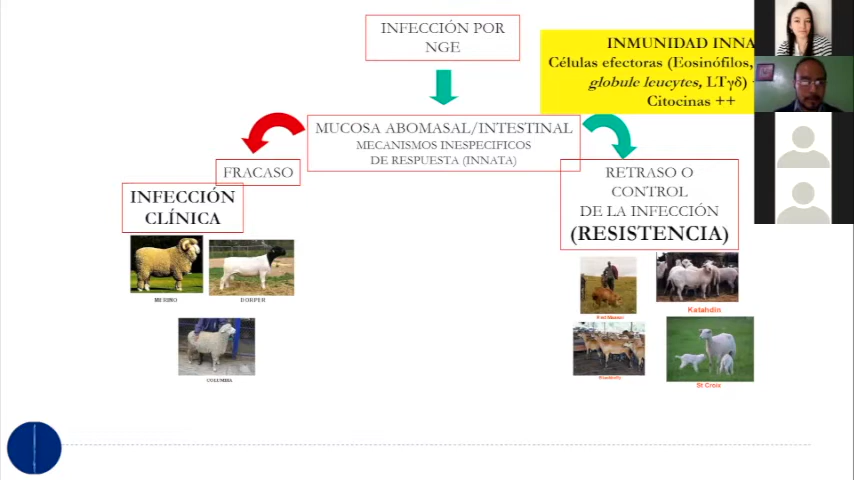 INFECCIÓN POR
NGE
INMUNIDAD INNA
Células efectoras (Eosinófilos,
globule leucytes, LTγδ)
Citocinas ++
MUCOSA ABOMASAL/INTESTINAL
MECANISMOS INESPECIFICOS
DE RESPUESTA (INNATA)
FRACASO
INFECCIÓN
CLÍNICA
RETRASO O
CONTROL
DE LA INFECCIÓN
(RESISTENCIA)
MERINO
DORPER
COLUMBIA
Katahdin
St Croix